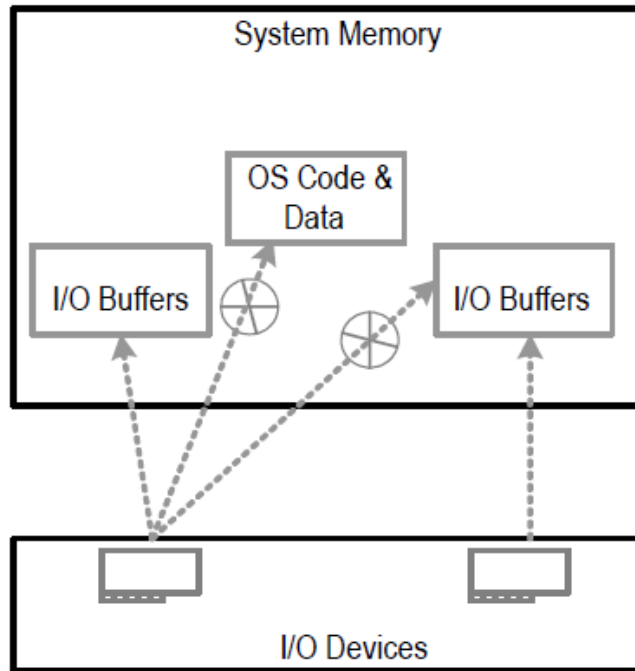 System Memory
OS Code &
Data
I/O Buffers
I/O Buffers
I/O Devices